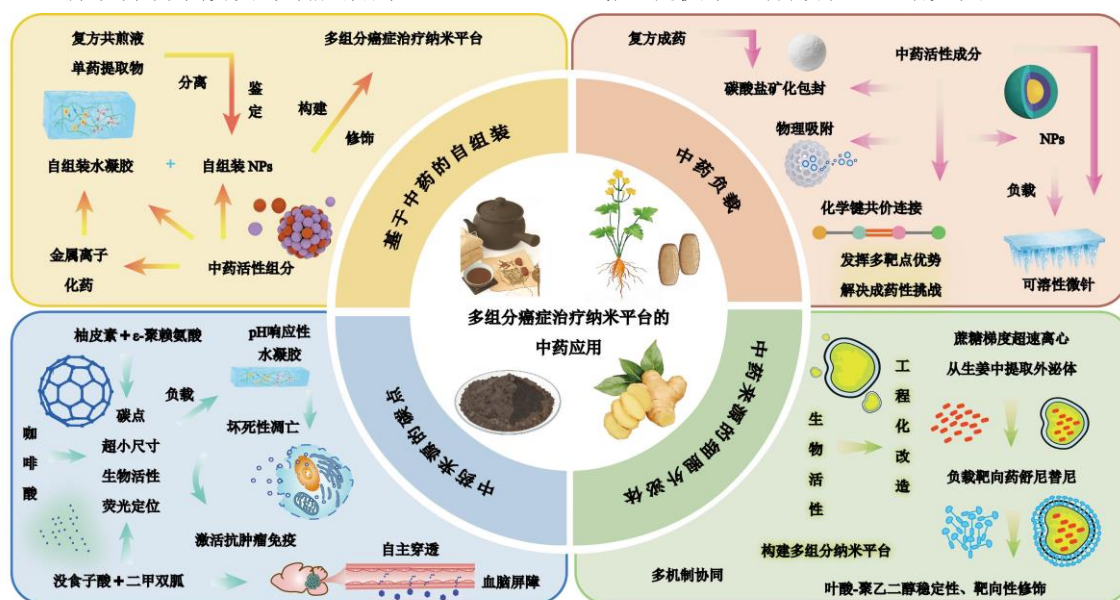 复方共煎液
单药提取物
分离
鉴定
多组分癌症治疗纳米平台
构建
修饰
自组装水凝胶
+
自组装 NPs
金属离子
化药
中药活性组分
基于中药的自组装
复方成药
碳酸盐矿化包封
中药活性成分
物理吸附
NPs
化学键共价连接
负载
发挥多靶点优势
解决成药性挑战
可溶性微针
中药负载
多组分癌症治疗纳米平台的
中药应用
柚皮素+ε-聚赖氨酸
pH响应性
水凝胶
负载
碳点
超小尺寸
生物活性
荧光定位
咖啡酸
坏死性凋亡
激活抗肿瘤免疫
没食子酸+二甲双胍
自主穿透
血脑屏障
中药来源的碳点
中药来源的细胞外泌体
生物活性
工程化改造
蔗糖梯度超速离心
从生姜中提取外泌体
负载靶向药舒尼替尼
构建多组分纳米平台
多机制协同
叶酸-聚乙二醇稳定性、靶向性修饰